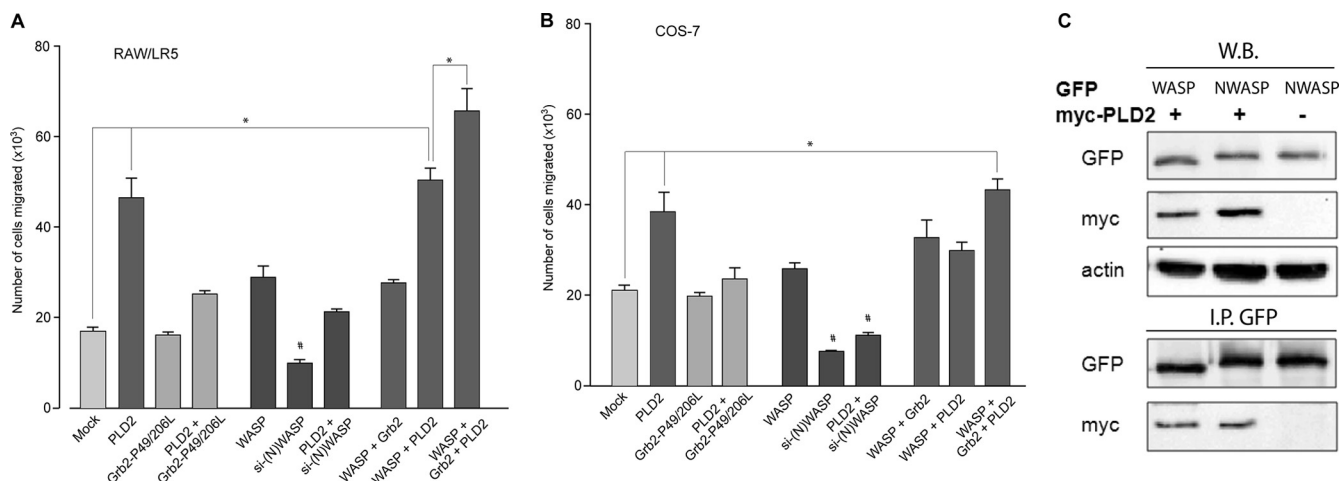 A
RAW/LR5
Number of cells migrated (x10³)
80
60
40
20
0
*
*
#
Mock
PLD2
Grb2-P49/206L
PLD2 +
Grb2-P49/206L
WASP
si-(N)WASP
PLD2 +
si-(N)WASP
WASP + Grb2
WASP + PLD2
WASP +
Grb2 + PLD2
B
COS-7
Number of cells migrated (x10³)
80
60
40
20
0
*
#
#
Mock
PLD2
Grb2-P49/206L
PLD2 +
Grb2-P49/206L
WASP
si-(N)WASP
PLD2 +
si-(N)WASP
WASP + Grb2
WASP + PLD2
WASP +
Grb2 + PLD2
C
W.B.
GFP WASP NWASP NWASP
myc-PLD2 + + -
GFP
myc
actin
I.P. GFP
GFP
myc